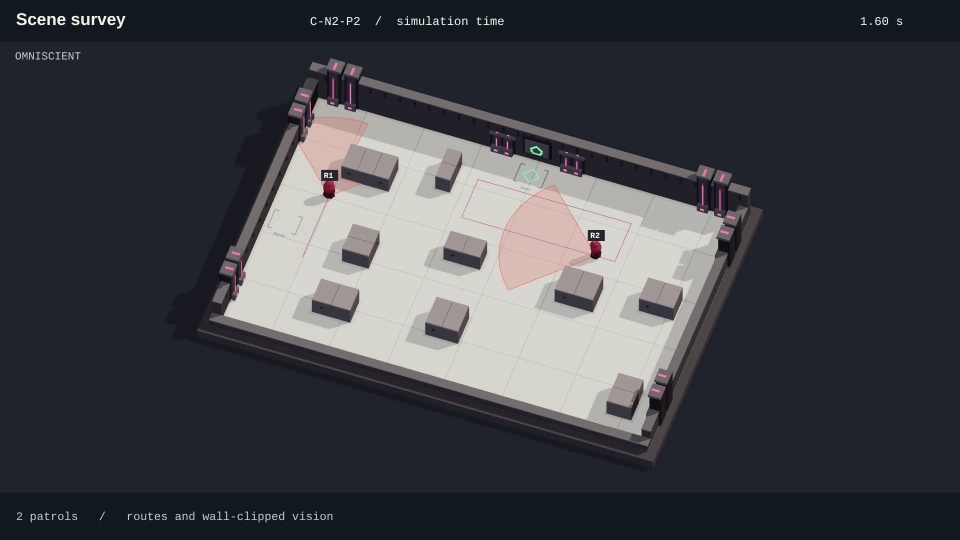 Scene survey
C-N2-P2 / simulation time
1.60 s
OMNISCIENT
R1
R2
2 patrols / routes and wall-clipped vision